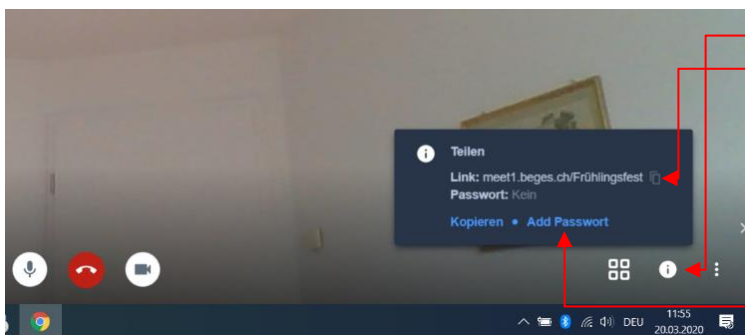 Teilen
Link: meet1.beges.ch/Frühlingsfest
Passwort: Kein
Kopieren • Add Passwort
DEU
11:55
20.03.2020